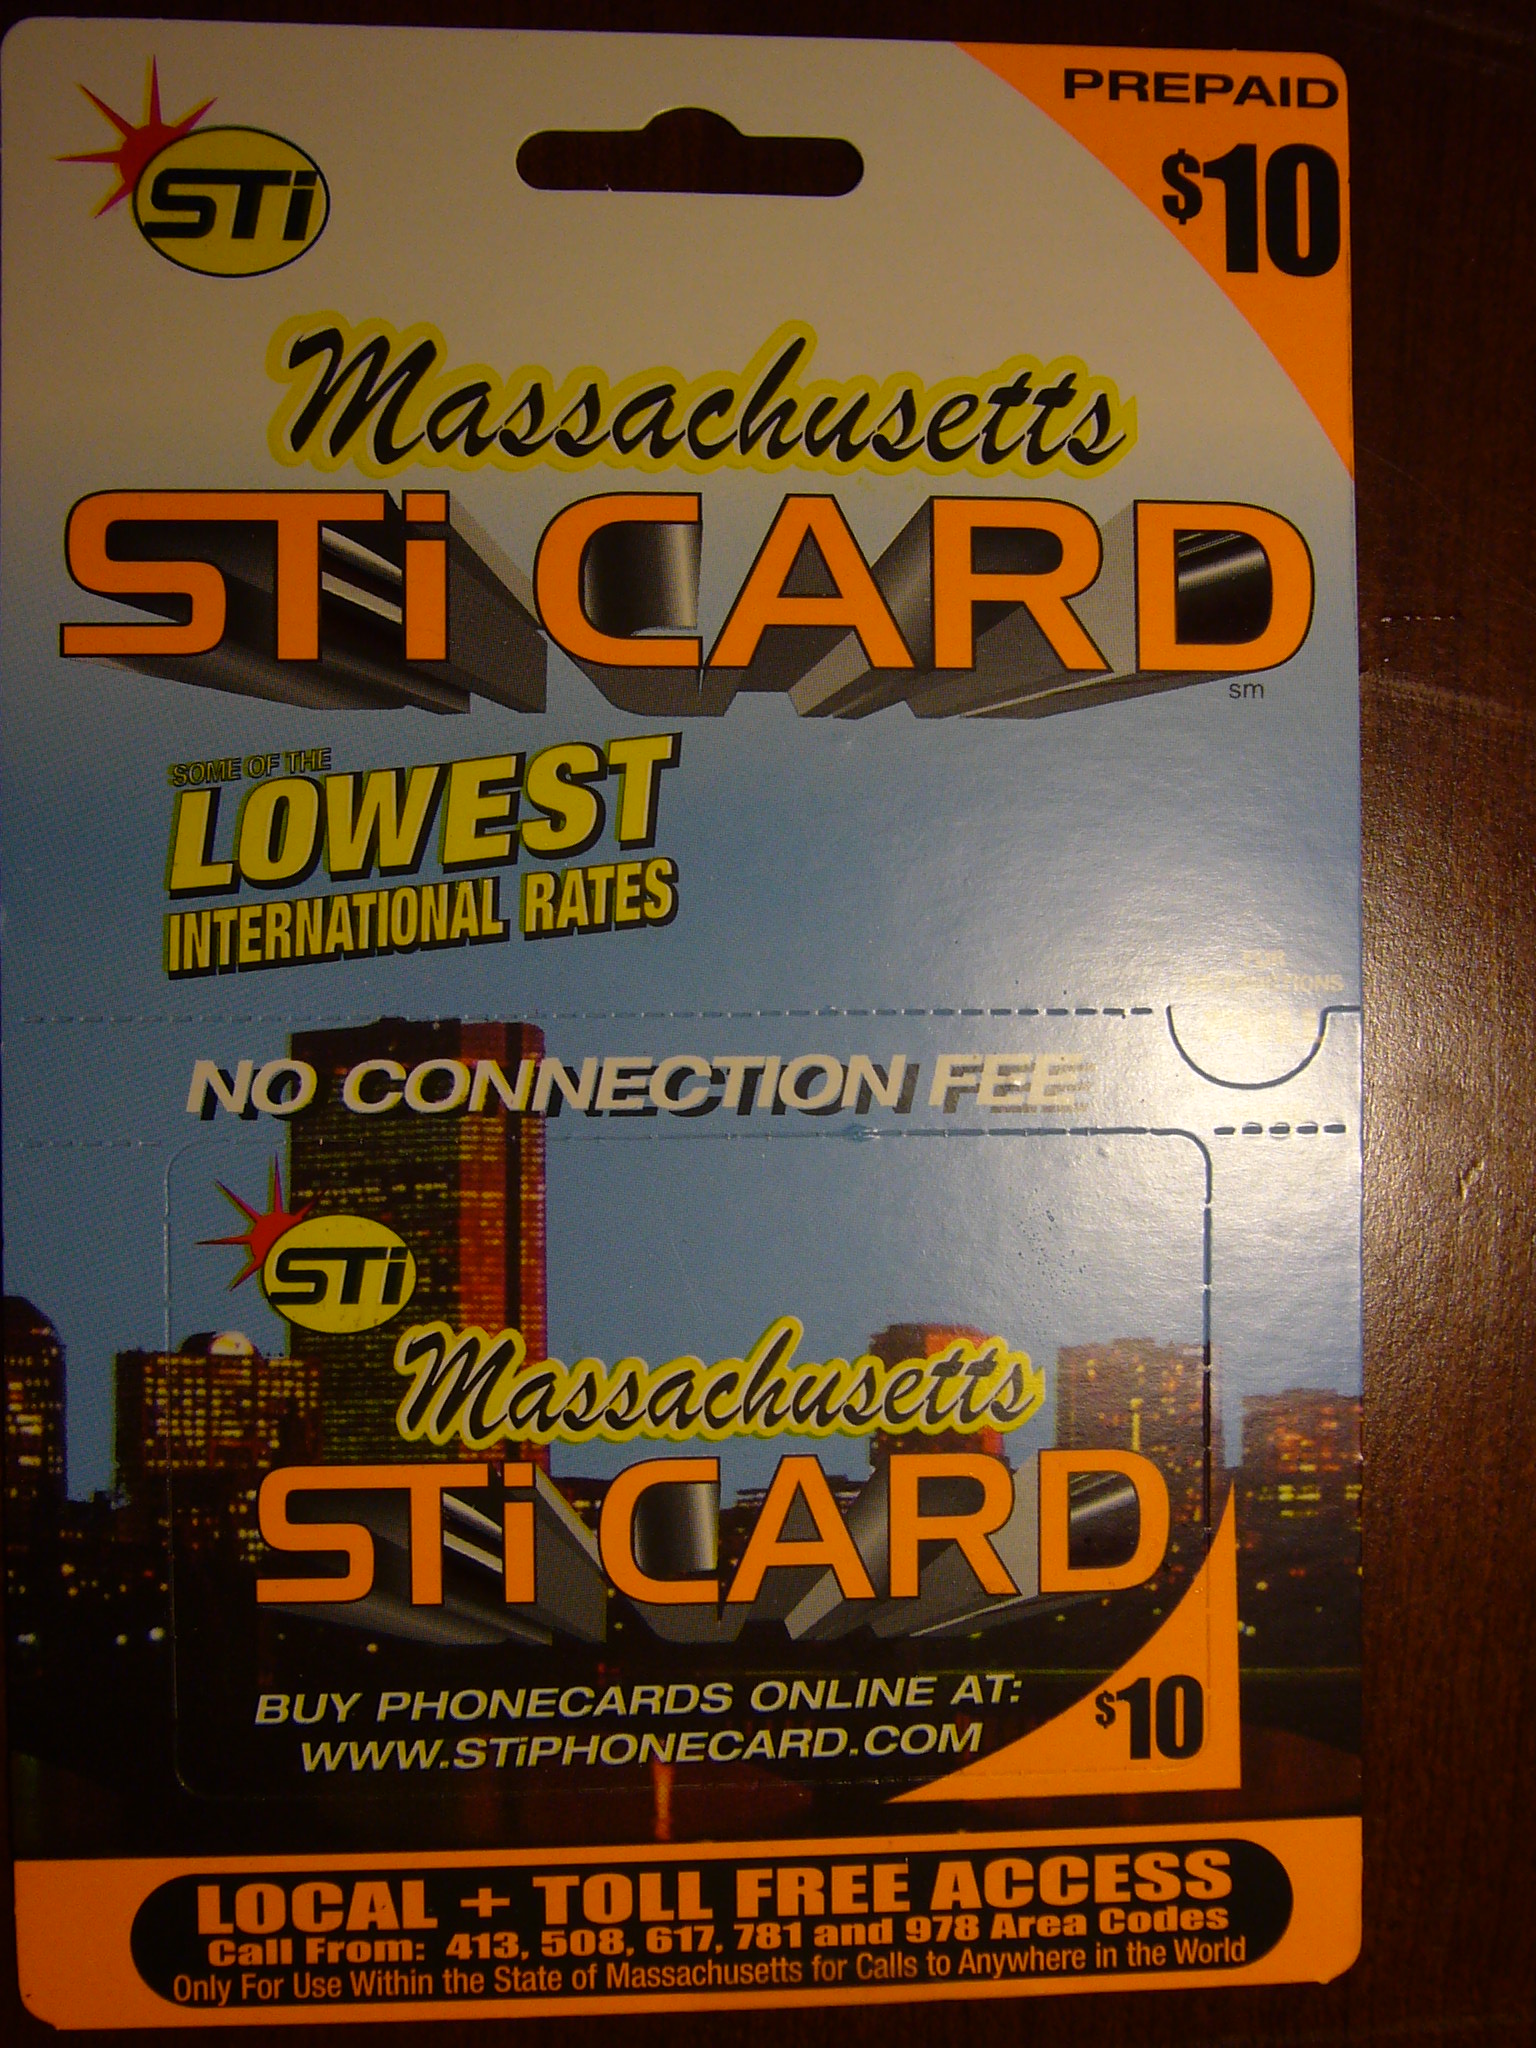 STi
PREPAID
$10
Massachusetts
STi CARD
sm
SOME OF THE
LOWEST
INTERNATIONAL RATES
NO CONNECTION FEE
STi
Massachusetts
STi CARD
BUY PHONECARDS ONLINE AT:
WWW.STiPHONECARD.COM
$10
LOCAL + TOLL FREE ACCESS
Call From: 413, 508, 617, 781 and 978 Area Codes
Only For Use Within the State of Massachusetts for Calls to Anywhere in the World